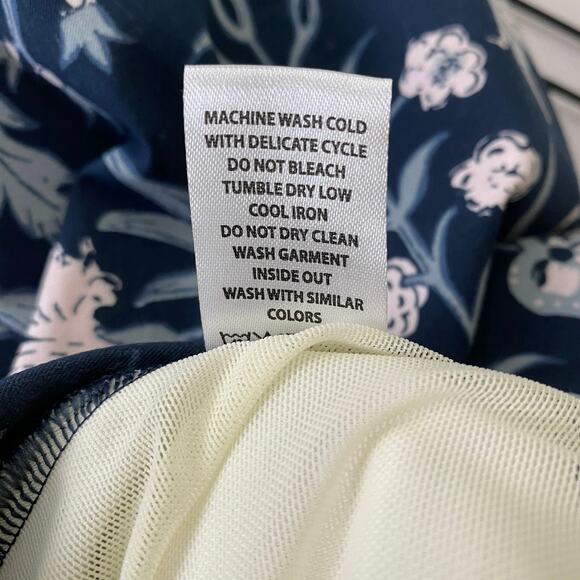 MACHINE WASH COLD
WITH DELICATE CYCLE
DO NOT BLEACH
TUMBLE DRY LOW
COOL IRON
DO NOT DRY CLEAN
WASH GARMENT
INSIDE OUT
WASH WITH SIMILAR
COLORS